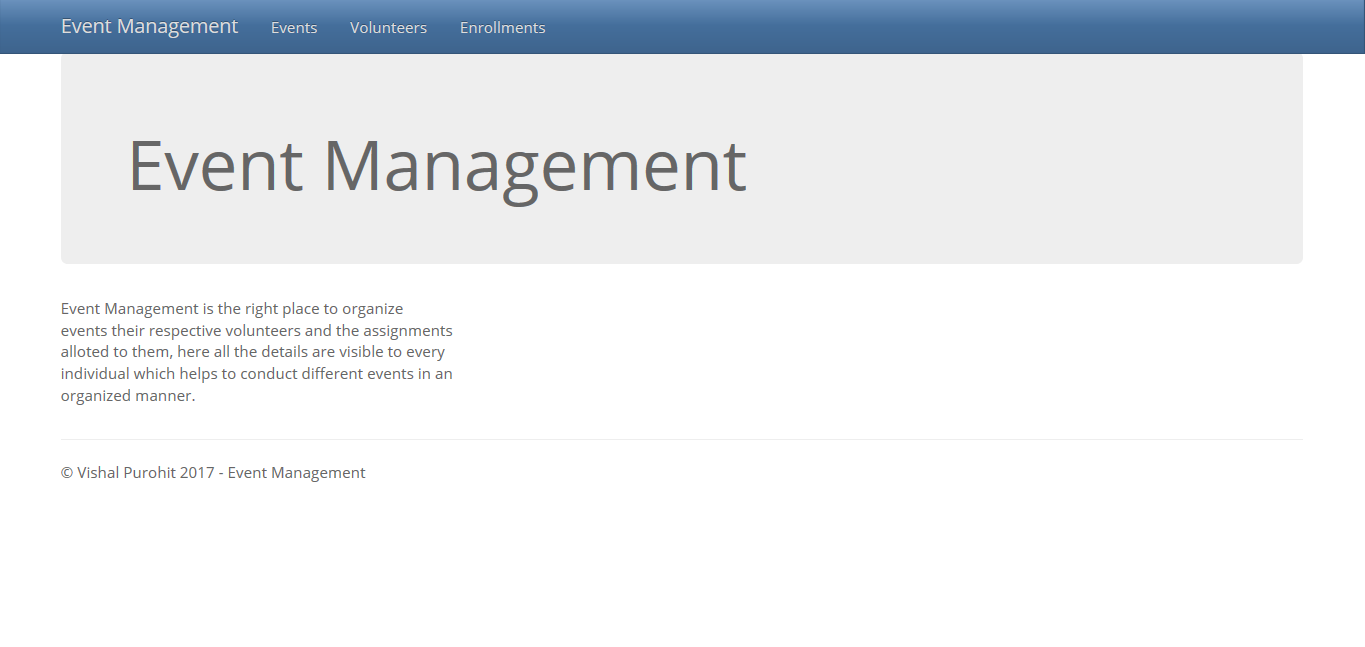 Event Management Events Volunteers Enrollments
Event Management
Event Management is the right place to organize
events their respective volunteers and the assignments
alloted to them, here all the details are visible to every
individual which helps to conduct different events in an
organized manner.
© Vishal Purohit 2017 - Event Management